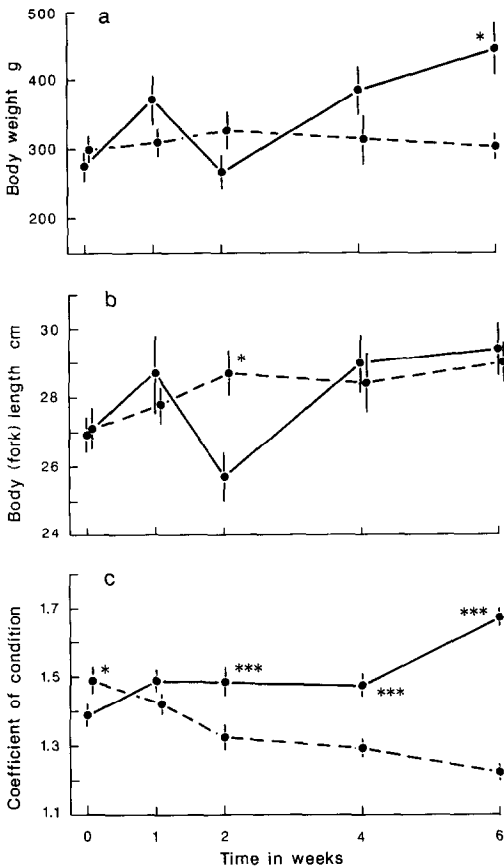 a
Body weight g
500
400
300
200
*
b
Body (fork) length cm
30
28
26
24
*
c
Coefficient of condition
1.7
1.5
1.3
1.1
*
***
***
***
0 1 2 4 6
Time in weeks